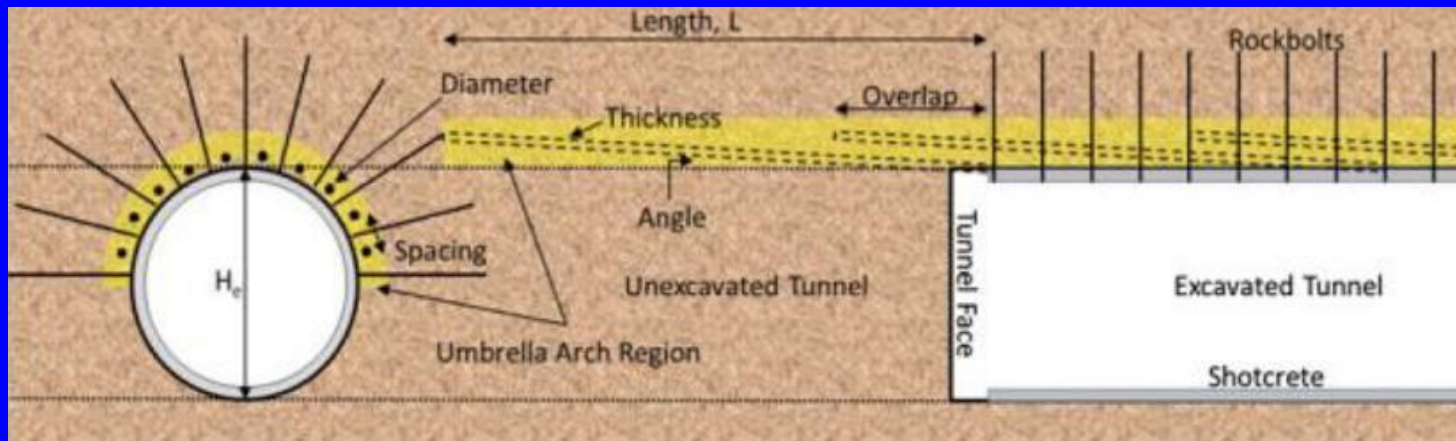 Length, L
Rockbolts
Diameter
Overlap
Thickness
Angle
Spacing
He
Unexcavated Tunnel
Tunnel Face
Excavated Tunnel
Umbrella Arch Region
Shotcrete